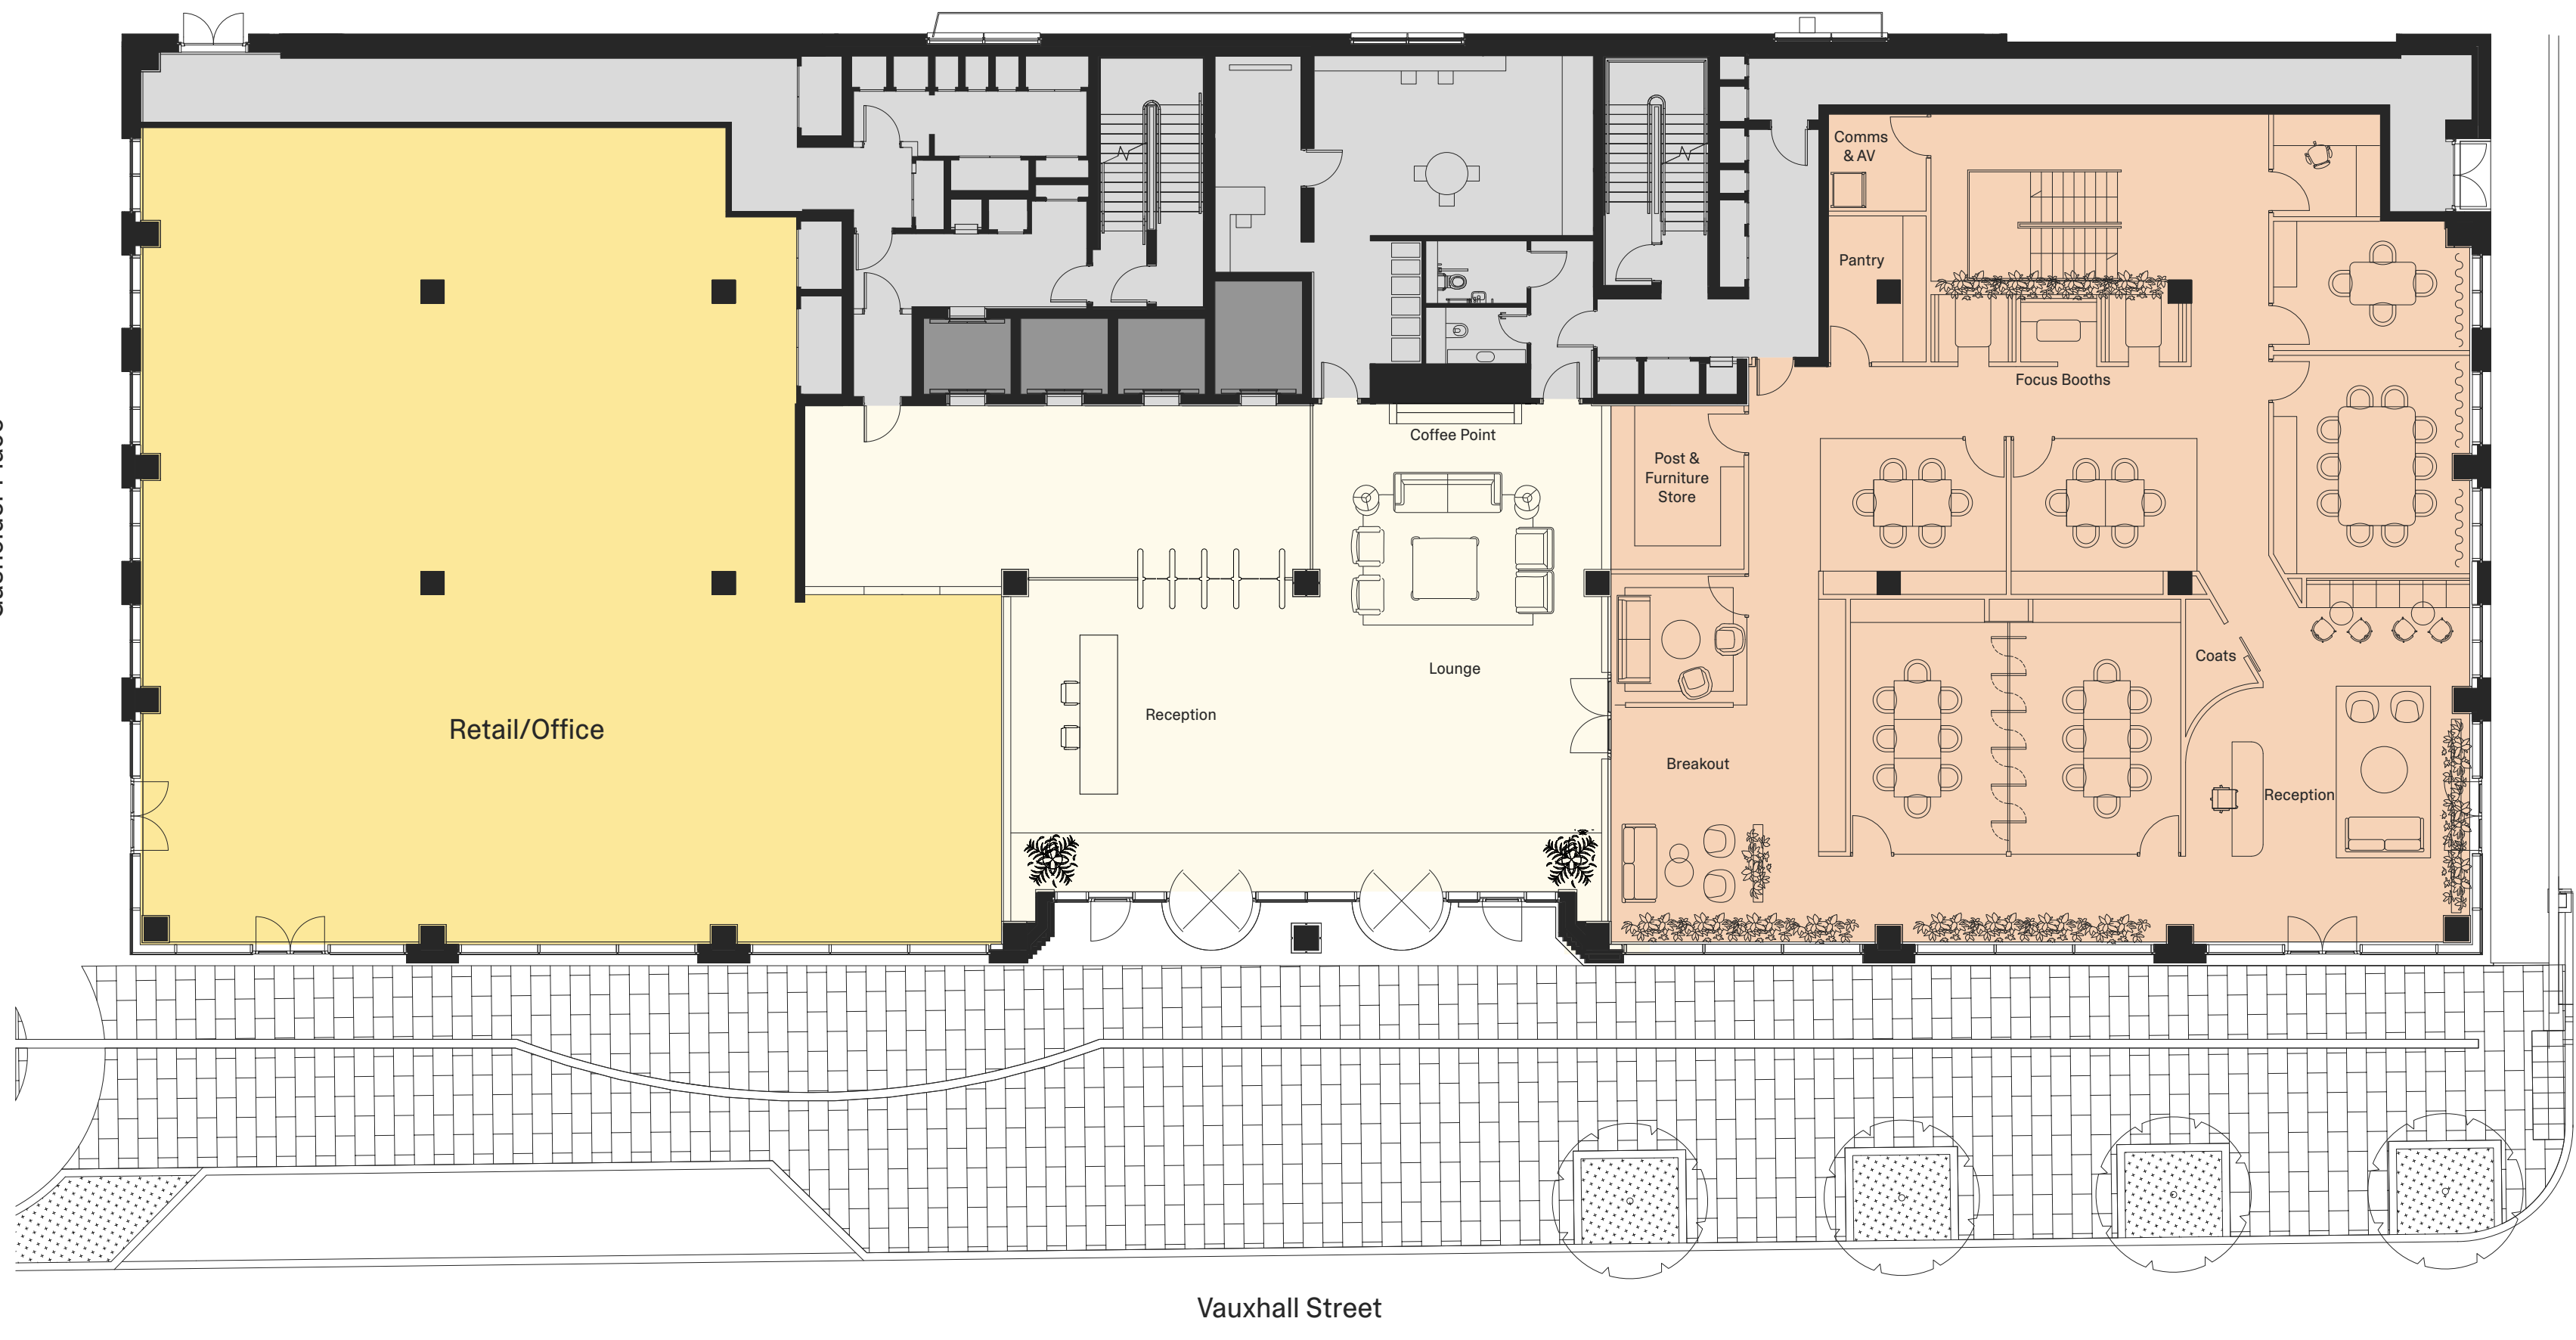 Comms
& AV
Pantry
Focus Booths
Coffee Point
Post &
Furniture
Store
Coats
Lounge
Reception
Retail/Office
Breakout
Reception
Vauxhall Street